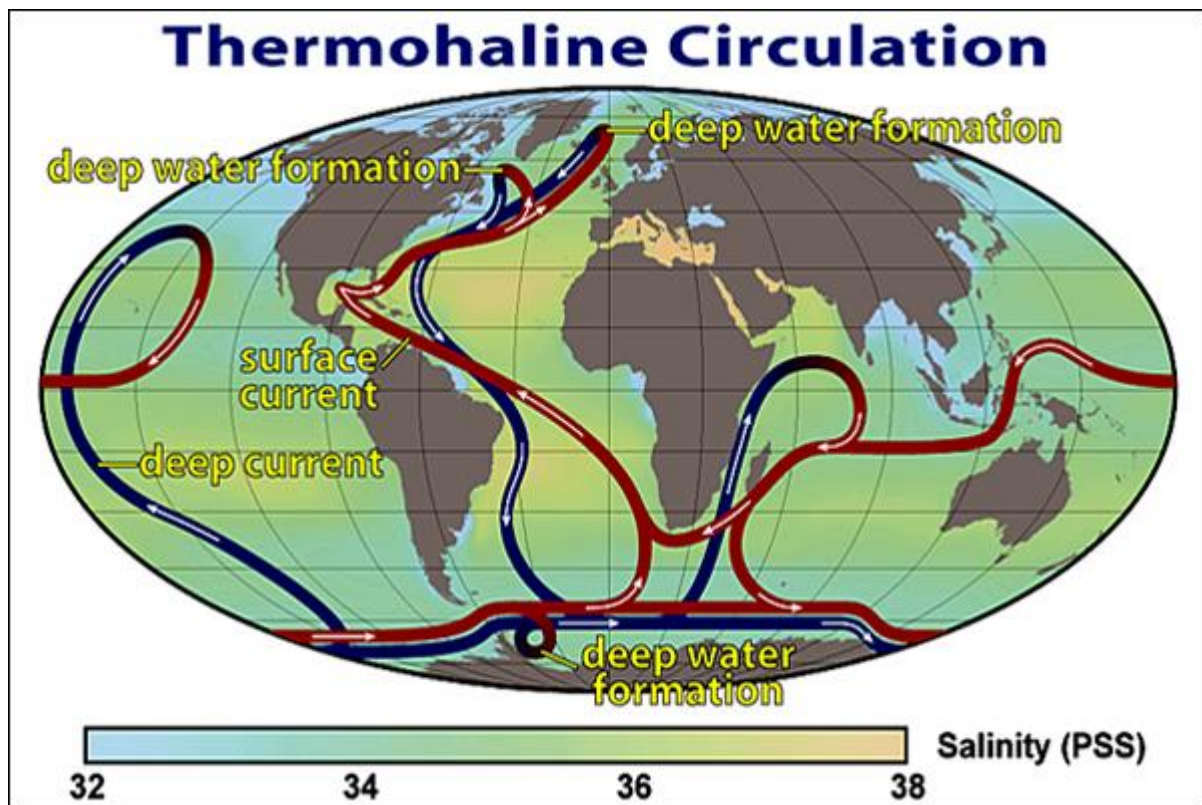 Thermohaline Circulation
deep water formation
deep water formation
surface
current
deep current
deep water
formation
Salinity (PSS)
32
34
36
38